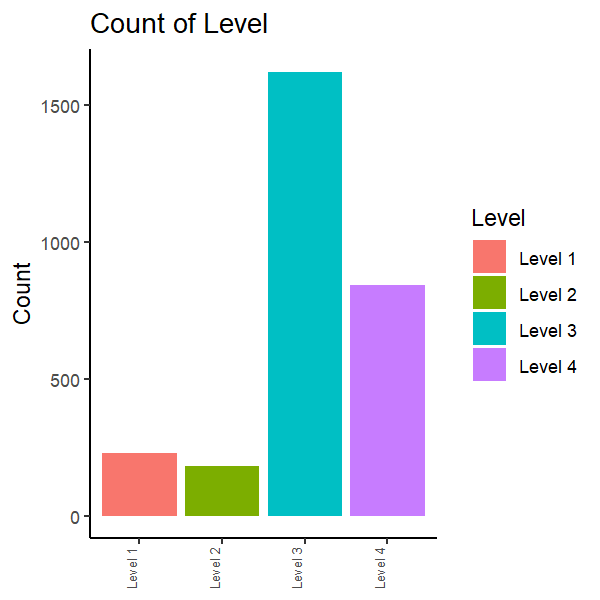 Count of Level
1500
1000
500
0
Count
Level 1
Level 2
Level 3
Level 4
Level
Level 1
Level 2
Level 3
Level 4